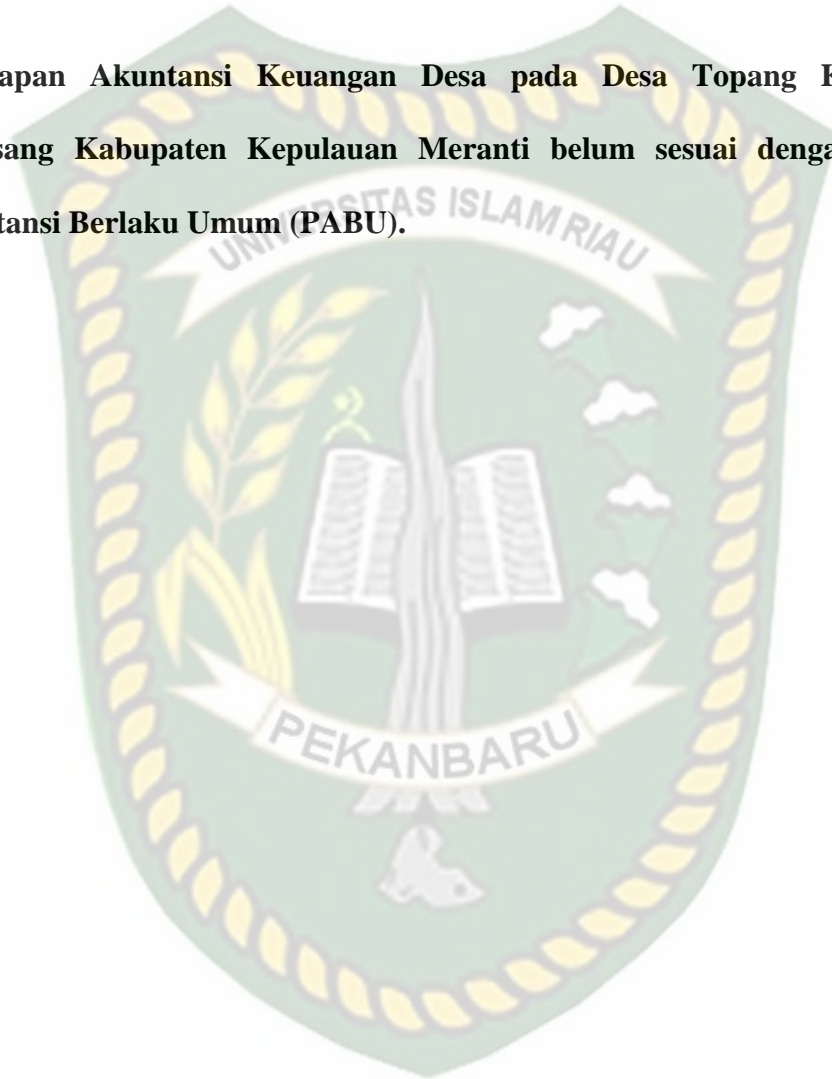 apan Akuntansi Keuangan Desa pada Desa Topang K
sang Kabupaten Kepulauan Meranti belum sesuai denga
tansi Berlaku Umum (PABU).
UNIVERSITAS ISLAM RIAU
PEKANBARU